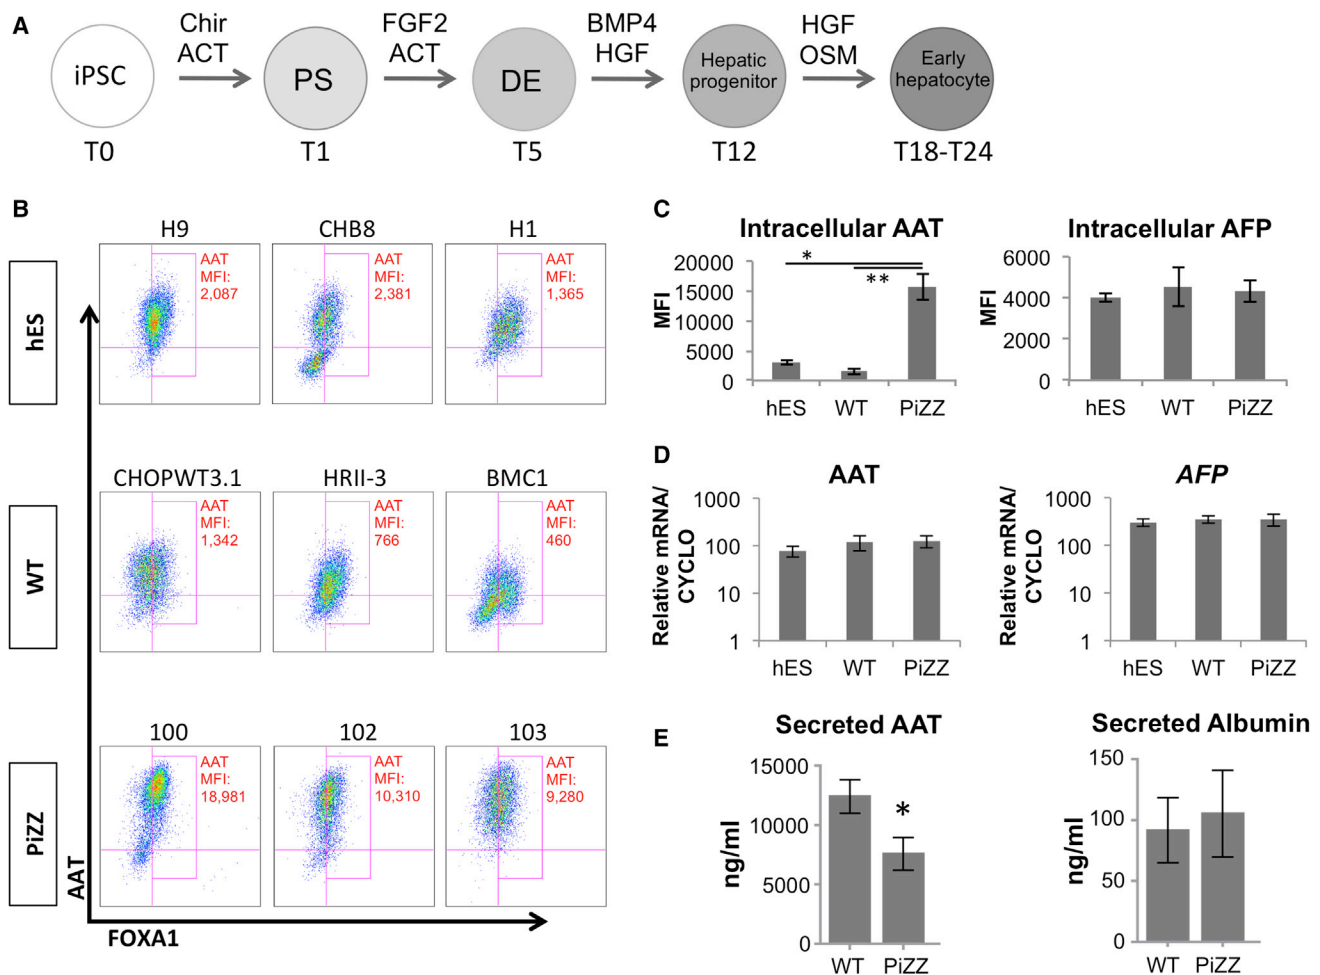 A
iPSC
Chir
ACT
PS
FGF2
ACT
DE
BMP4
HGF
Hepatic
progenitor
HGF
OSM
Early
hepatocyte
T0
T1
T5
T12
T18-T24
B
H9
CHB8
H1
hES
AAT
MFI:
2,087
AAT
MFI:
2,381
AAT
MFI:
1,365
CHOPWT3.1
HRII-3
BMC1
WT
AAT
MFI:
1,342
AAT
MFI:
766
AAT
MFI:
460
100
102
103
PiZZ
AAT
MFI:
18,981
AAT
MFI:
10,310
AAT
MFI:
9,280
AAT
FOXA1
C
Intracellular AAT
MFI
20000
15000
10000
5000
0
*
**
hES WT PiZZ
Intracellular AFP
MFI
6000
4000
2000
0
hES WT PiZZ
D
AAT
Relative mRNA/
CYCLO
1000
100
10
1
hES WT PiZZ
AFP
Relative mRNA/
CYCLO
1000
100
10
1
hES WT PiZZ
E
Secreted AAT
ng/ml
15000
10000
5000
0
*
WT PiZZ
Secreted Albumin
ng/ml
150
100
50
0
WT PiZZ